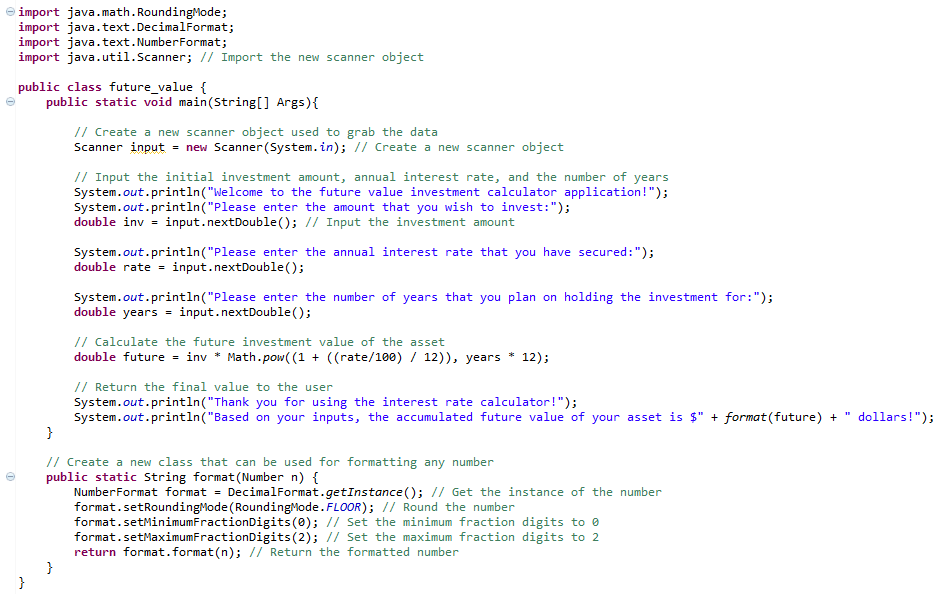 import java.math.RoundingMode;
import java.text.DecimalFormat;
import java.text.NumberFormat;
import java.util.Scanner; // Import the new scanner object

public class future_value {
    public static void main(String[] Args){

        // Create a new scanner object used to grab the data
        Scanner input = new Scanner(System.in); // Create a new scanner object

        // Input the initial investment amount, annual interest rate, and the number of years
        System.out.println("Welcome to the future value investment calculator application!");
        System.out.println("Please enter the amount that you wish to invest:");
        double inv = input.nextDouble(); // Input the investment amount

        System.out.println("Please enter the annual interest rate that you have secured:");
        double rate = input.nextDouble();

        System.out.println("Please enter the number of years that you plan on holding the investment for:");
        double years = input.nextDouble();

        // Calculate the future investment value of the asset
        double future = inv * Math.pow((1 + ((rate/100) / 12)), years * 12);

        // Return the final value to the user
        System.out.println("Thank you for using the interest rate calculator!");
        System.out.println("Based on your inputs, the accumulated future value of your asset is $" + format(future) + " dollars!");
    }

    // Create a new class that can be used for formatting any number
    public static String format(Number n) {
        NumberFormat format = DecimalFormat.getInstance(); // Get the instance of the number
        format.setRoundingMode(RoundingMode.FLOOR); // Round the number
        format.setMinimumFractionDigits(0); // Set the minimum fraction digits to 0
        format.setMaximumFractionDigits(2); // Set the maximum fraction digits to 2
        return format.format(n); // Return the formatted number
    }
}